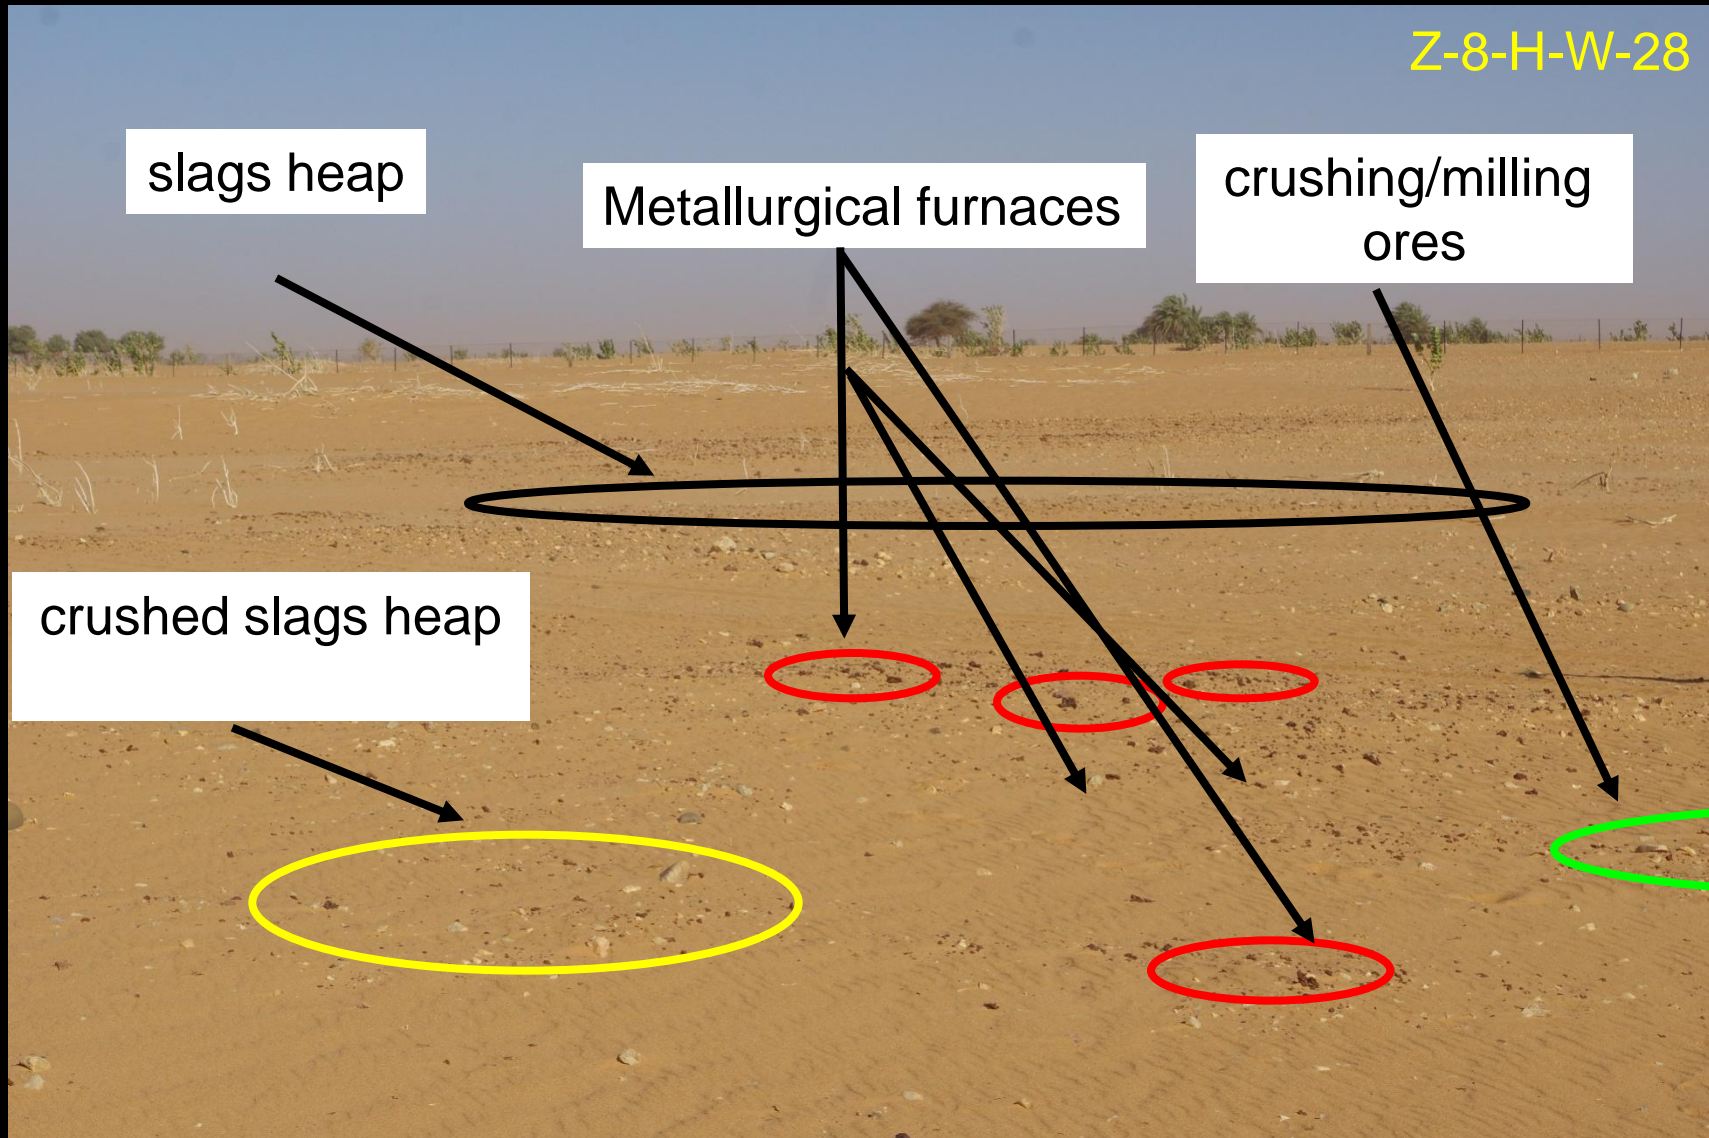 Z-8-H-W-28
slags heap
Metallurgical furnaces
crushing/milling
ores
crushed slags heap